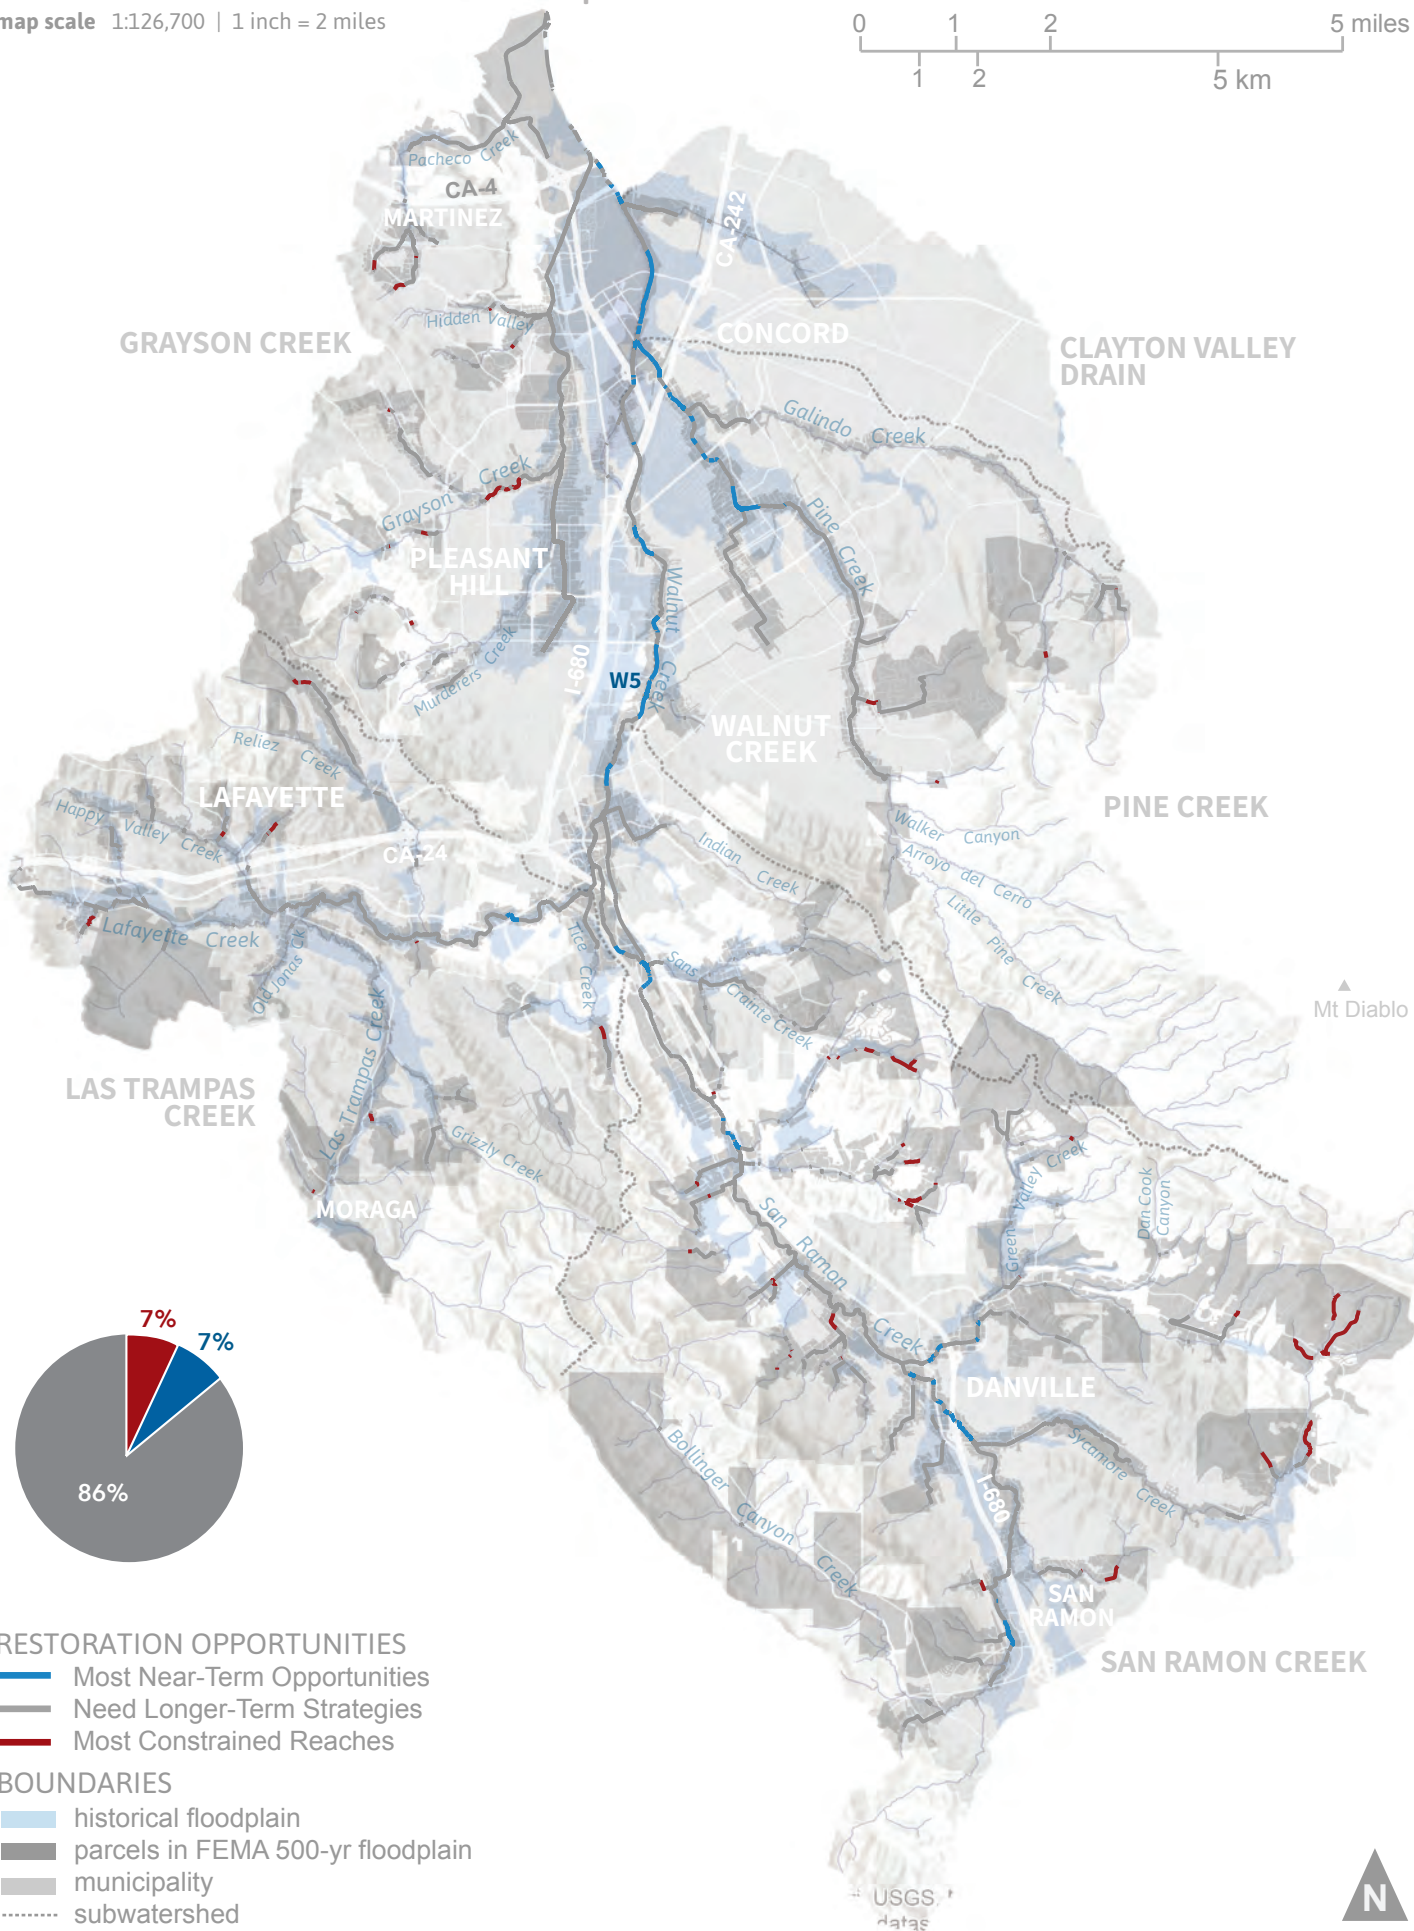 map scale 1:126,700 | 1 inch = 2 miles
0 1 2 5 miles
1 2 5 km
Pacheco Creek
CA-4
MARTINEZ
CA-242
Hidden Valley
GRAYSON CREEK
CONCORD
CLAYTON VALLEY
DRAIN
Galindo Creek
Grayson Creek
Pine Creek
PLEASANT
HILL
Walnut Creek
Murderers Creek
I-680
W5
WALNUT
CREEK
Reliez Creek
LAFAYETTE
Happy Valley Creek
CA-24
PINE CREEK
Walker Canyon
Arroyo del Cerro
Indian Creek
Little Pine Creek
Lafayette Creek
Old Jonas Ck
Tice Creek
Sans Crainte Creek
Mt Diablo
LAS TRAMPAS
CREEK
Las Trampas Creek
Grizzly Creek
Green Valley Creek
Dan Cook
Canyon
MORAGA
San Ramon Creek
7%
7%
86%
DANVILLE
Sycamore Creek
Bollinger Canyon Creek
I-680
SAN
RAMON
SAN RAMON CREEK
RESTORATION OPPORTUNITIES
Most Near-Term Opportunities
Need Longer-Term Strategies
Most Constrained Reaches
BOUNDARIES
historical floodplain
parcels in FEMA 500-yr floodplain
municipality
subwatershed
USGS
datas
N